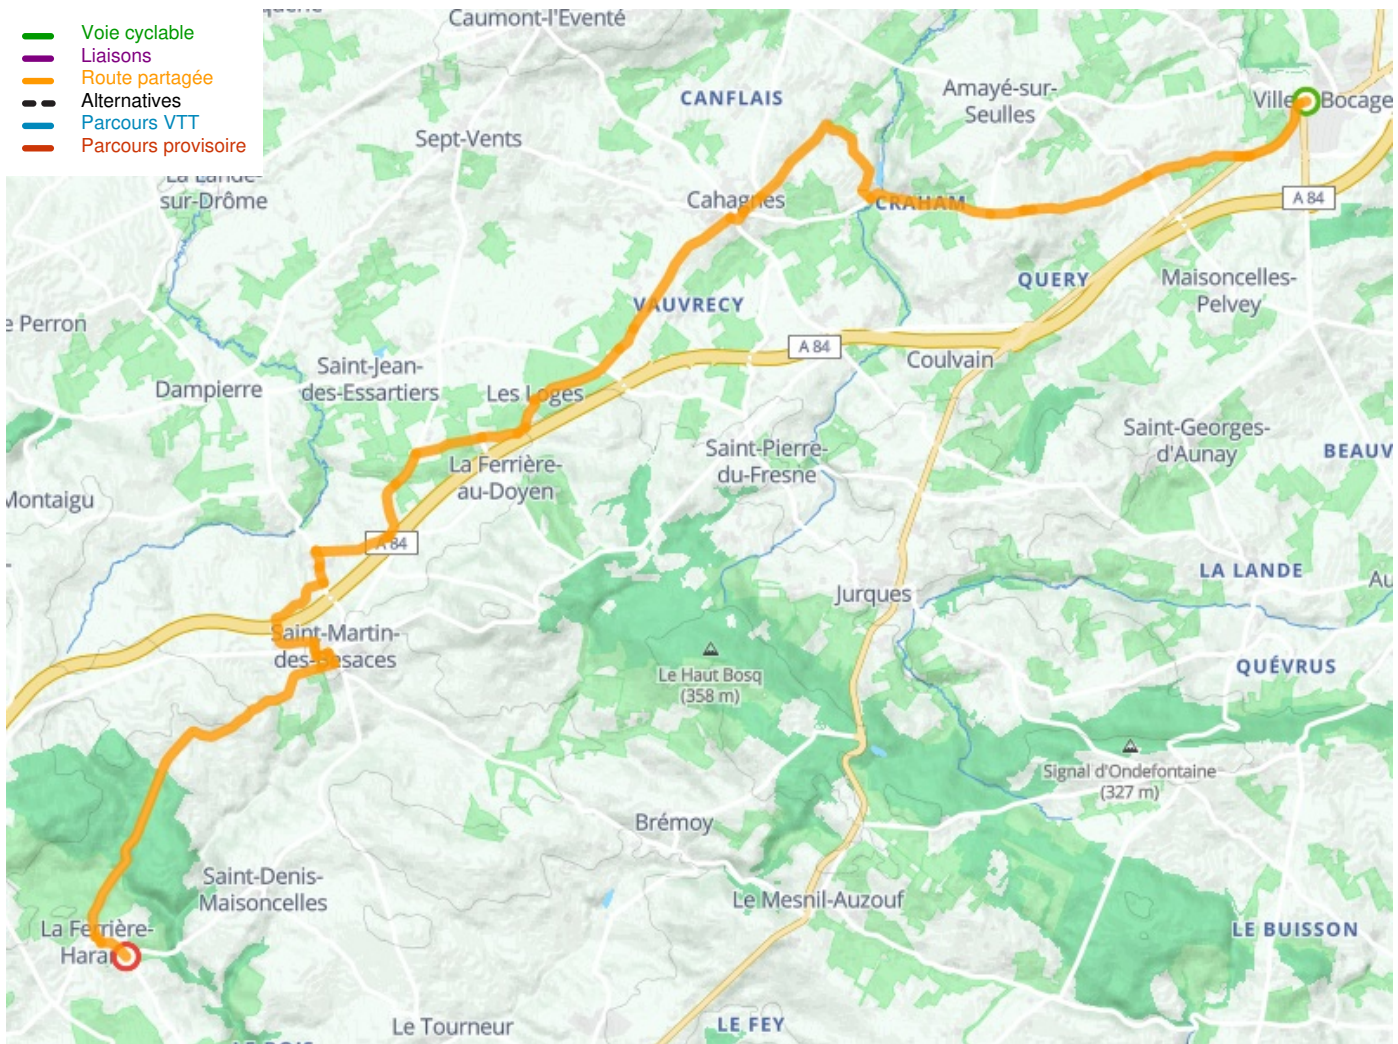 Voie cyclable
Liaisons
Route partagée
Alternatives
Parcours VTT
Parcours provisoire
Caumont-l'Éventé
CANFLAIS
Amayé-sur-
Seulles
Bocage
Sept-Vents
sur-Drôme
Cahagnes
CRAHAM
A 84
QUERY
Maisoncelles-
Pelvey
VAUVRECY
e Perron
A 84
Coulvain
Saint-Jean-
des-Essartiers
Dampierre
Les Loges
Saint-Georges-
d'Aunay
BEAUV
Saint-Pierre-
du-Fresne
La Ferrière-
au-Doyen
Montaigu
A 84
LA LANDE
Au
Jurques
Saint-Martin-
des-Besaces
QUÉVRUS
Le Haut Bosq
(358 m)
Signal d'Ondefontaine
(327 m)
Brémoy
Saint-Denis-
Maisoncelles
Le Mesnil-Auzouf
La Ferrière-
Hara
LE BUISSON
Le Tourneur
LE FEY